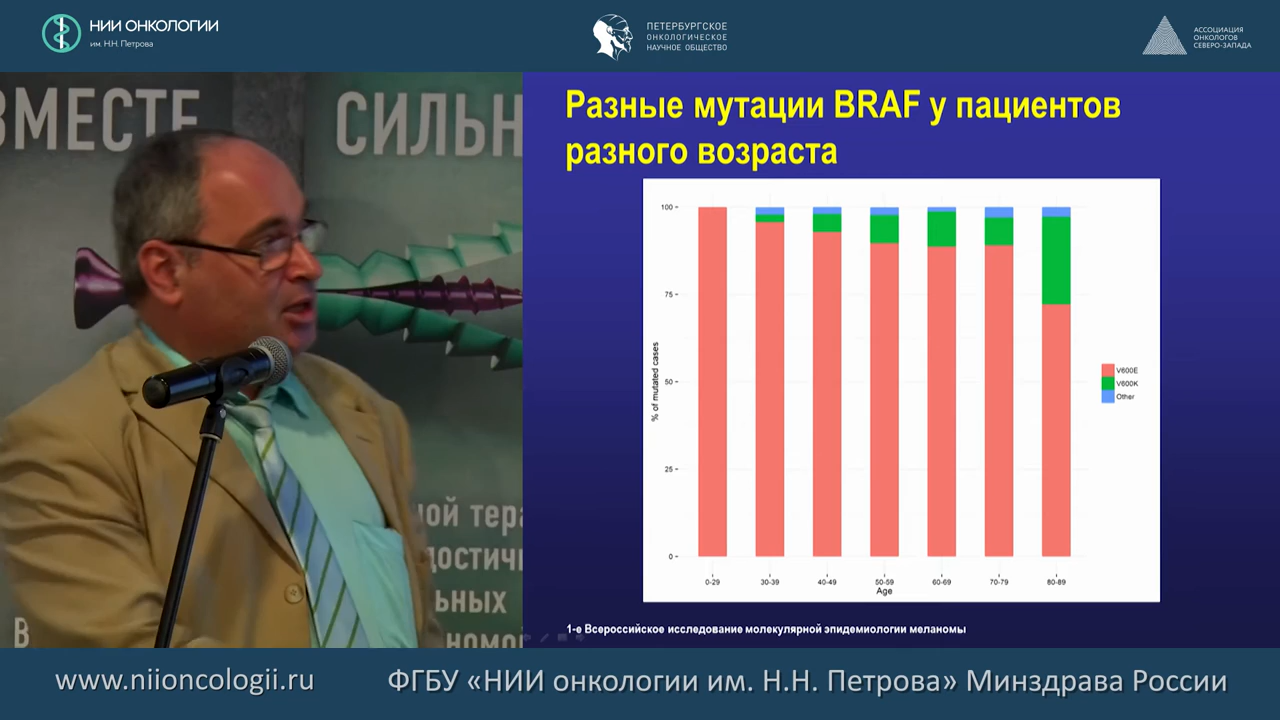 НИИ ОНКОЛОГИИ
им. Н.Н. Петрова
ПЕТЕРБУРГСКОЕ
ОНКОЛОГИЧЕСКОЕ
НАУЧНОЕ ОБЩЕСТВО
АССОЦИАЦИЯ
ОНКОЛОГОВ
СЕВЕРО-ЗАПАДА
ВМЕСТЕ
СИЛЬН
ной тера
достичь
ьных
В
номо
Разные мутации BRAF у пациентов
разного возраста
100
75
50
25
0
% of mutated cases
0-29 30-39 40-49 50-59 60-69 70-79 80-89
Age
V600E
V600K
Other
1-е Всероссийское исследование молекулярной эпидемиологии меланомы
www.niioncologii.ru
ФГБУ «НИИ онкологии им. Н.Н. Петрова» Минздрава России